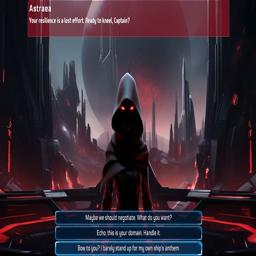 Astraea
Your resilience is a lost effort. Ready to kneel, Captain?
Maybe we should negotiate. What do you want?
Echo, this is your domain. Handle it.
Bow to you? I barely stand up for my own ship's anthem.